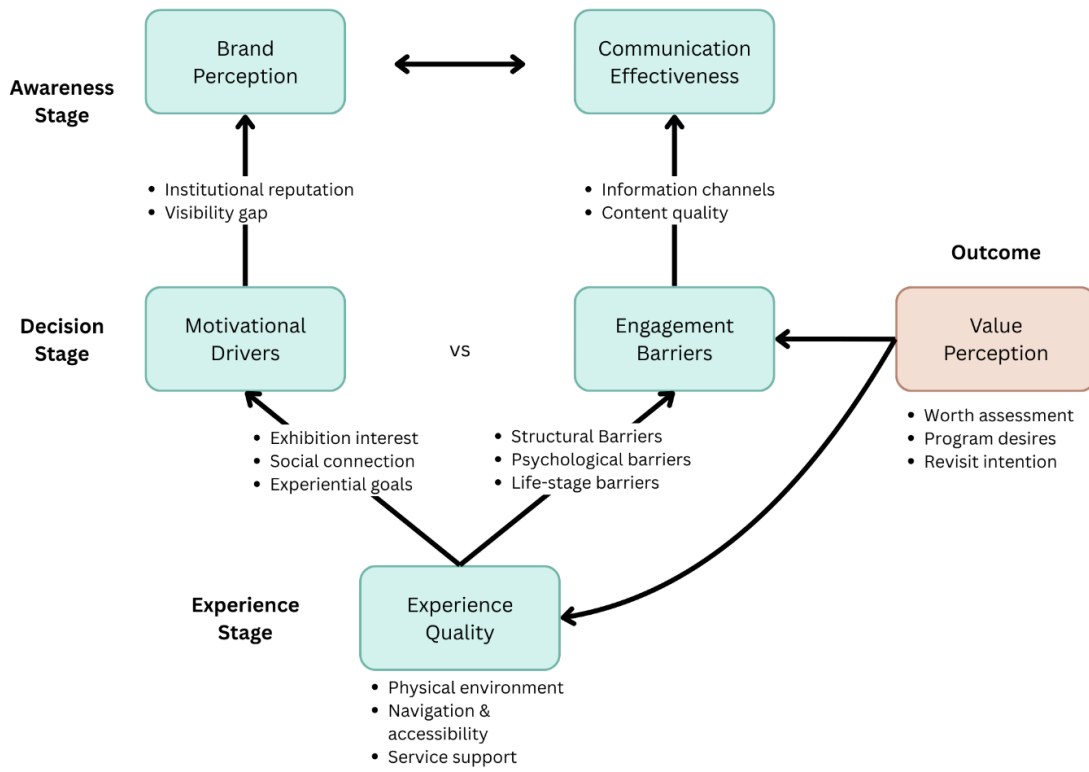 Brand
Perception
Communication
Effectiveness
Awareness
Stage
• Institutional reputation
• Visibility gap
• Information channels
• Content quality
Outcome
Decision
Stage
Motivational
Drivers
vs
Engagement
Barriers
Value
Perception
• Exhibition interest
• Social connection
• Experiential goals
• Structural Barriers
• Psychological barriers
• Life-stage barriers
• Worth assessment
• Program desires
• Revisit intention
Experience
Stage
Experience
Quality
• Physical environment
• Navigation &
accessibility
• Service support